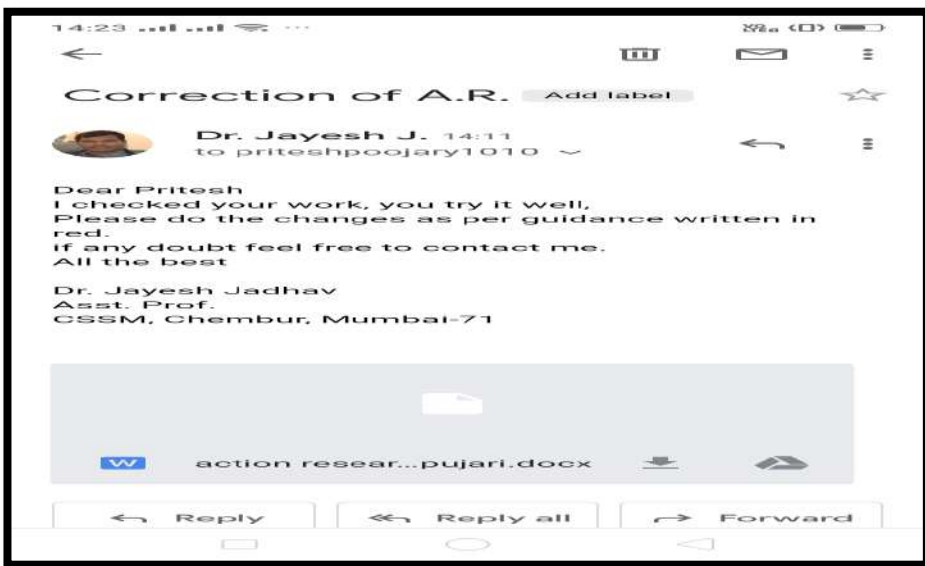 14:23
Correction of A.R. Add label
Dr. Jayesh J. 14:11
to priteshpoojary1010
Dear Pritesh
I checked your work, you try it well,
Please do the changes as per guidance written in
red.
if any doubt feel free to contact me.
All the best
Dr. Jayesh Jadhav
Asst. Prof.
CSSM, Chembur, Mumbai-71
W action resear...pujari.docx
Reply Reply all Forward